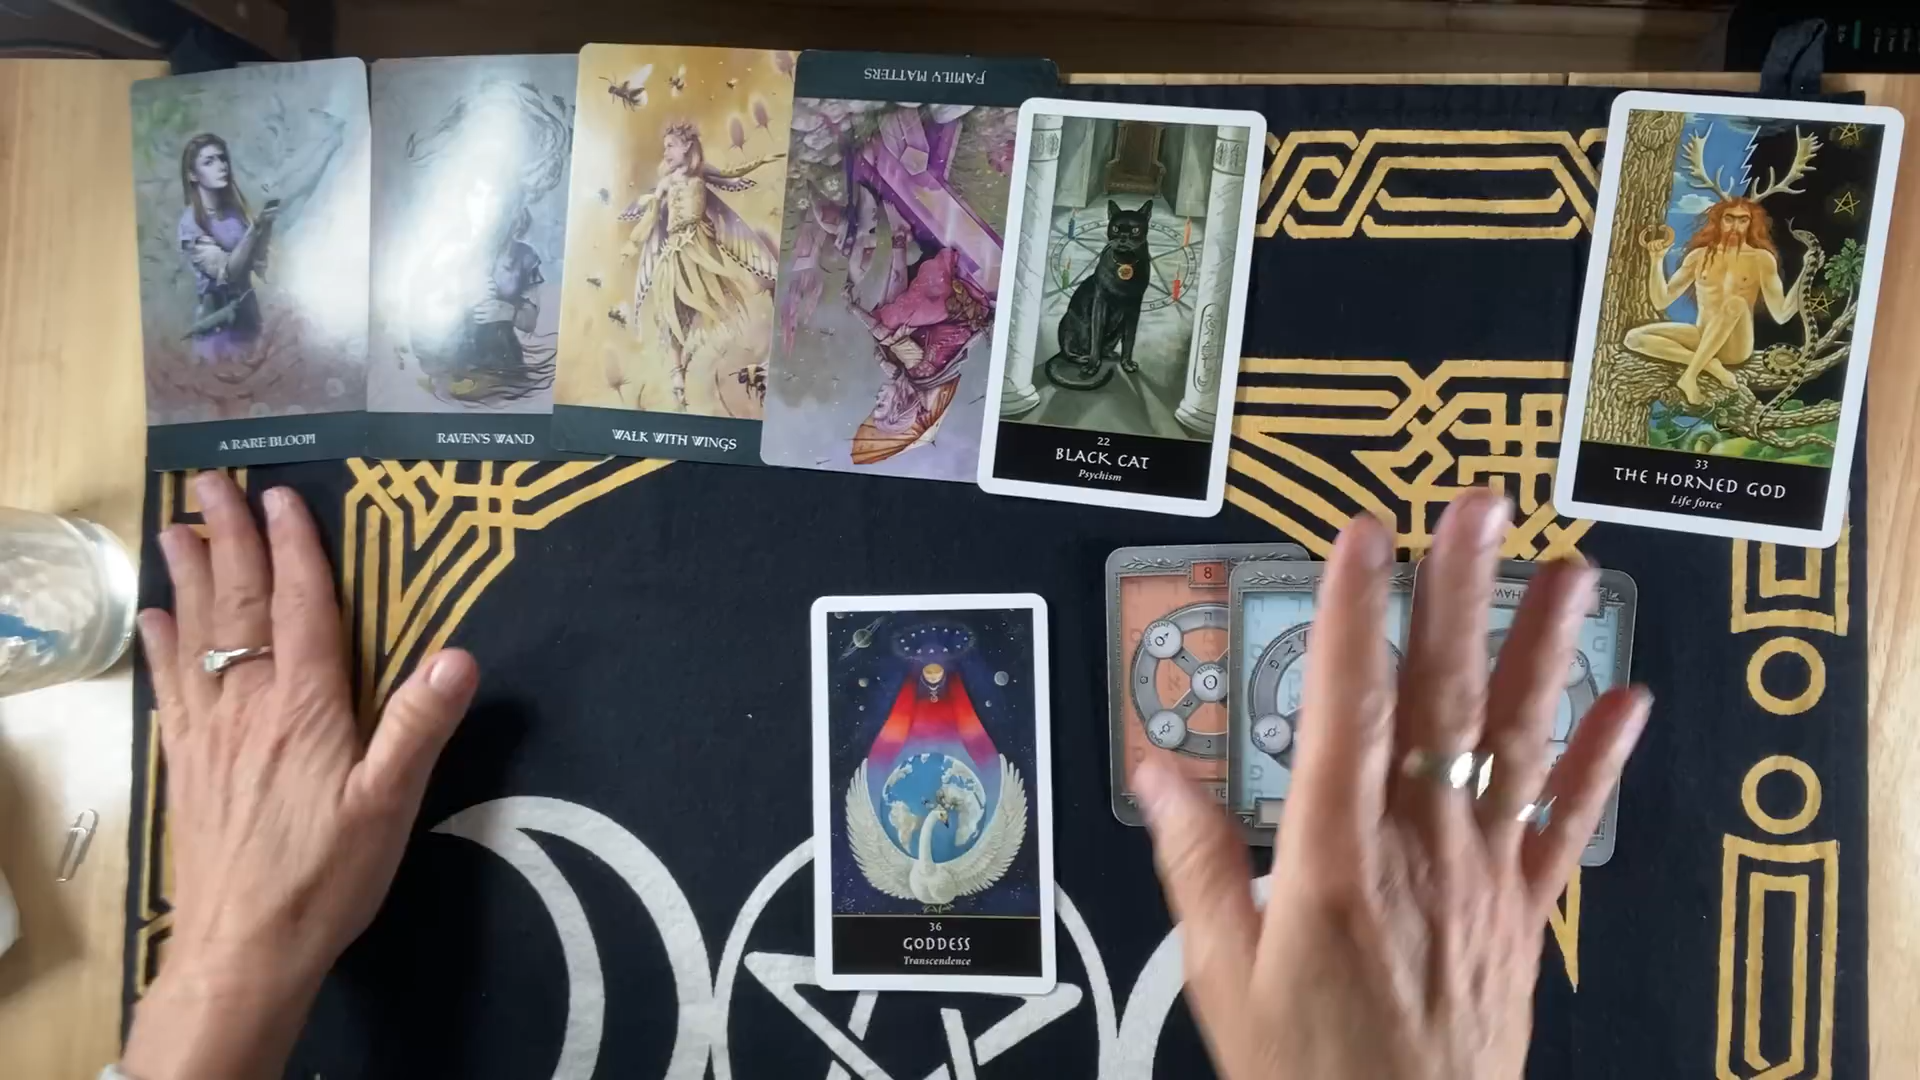 FAMILY MATTERS
A RARE BLOOM
RAVEN'S WAND
WALK WITH WINGS
22
BLACK CAT
Psychism
33
THE HORNED GOD
Life force
8
36
GODDESS
Transcendence